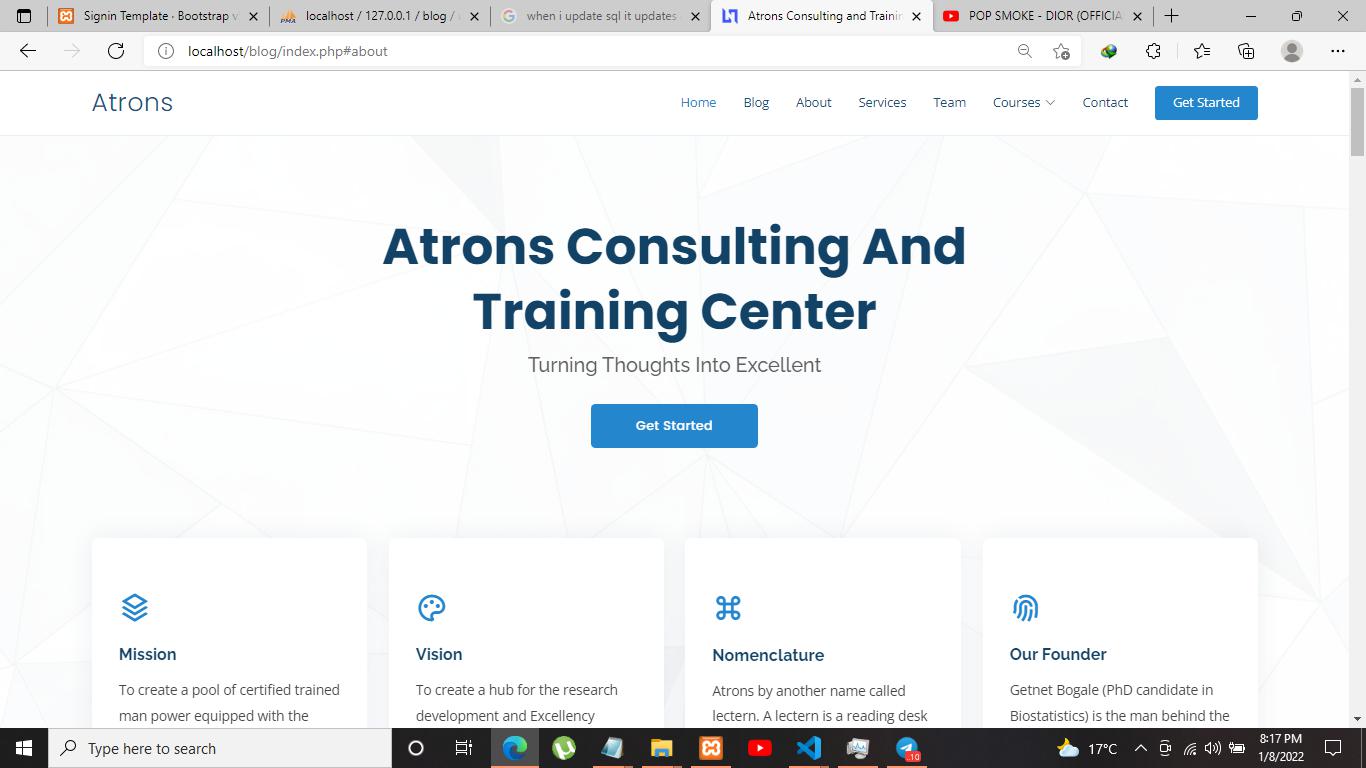 Signin Template · Bootstrap v
localhost / 127.0.0.1 / blog /
when i update sql it updates
Atrons Consulting and Trainin
POP SMOKE - DIOR (OFFICIA
localhost/blog/index.php#about
Atrons
Home
Blog
About
Services
Team
Courses
Contact
Get Started
Atrons Consulting And
Training Center
Turning Thoughts Into Excellent
Get Started
Mission
To create a pool of certified trained
man power equipped with the
Vision
To create a hub for the research
development and Excellency
Nomenclature
Atrons by another name called
lectern. A lectern is a reading desk
Our Founder
Getnet Bogale (PhD candidate in
Biostatistics) is the man behind the
Type here to search
17°C
8:17 PM
1/8/2022